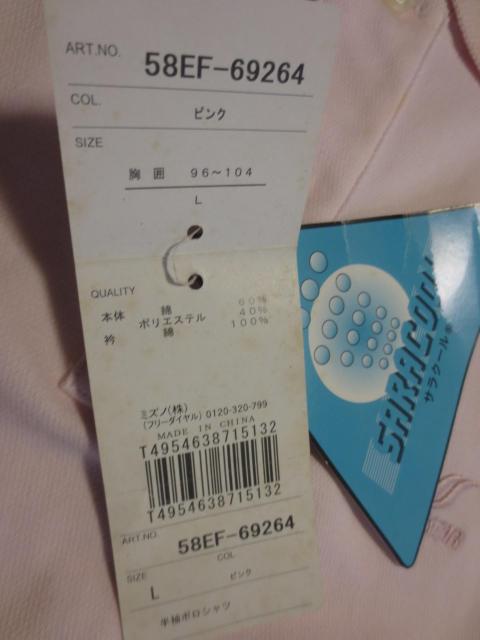 ART.NO. 58EF-69264
COL. ピンク
SIZE
胸囲 96~104
L
QUALITY
本体 綿 60%
ポリエステル 40%
衿 綿 100%
ミズノ(株)
(フリーダイヤル) 0120-320-799
MADE IN CHINA
T4954638715132
T4954638715132
ART.NO. 58EF-69264
COL
SIZE ピンク
L
半袖ポロシャツ
SARACOOL
サラクール